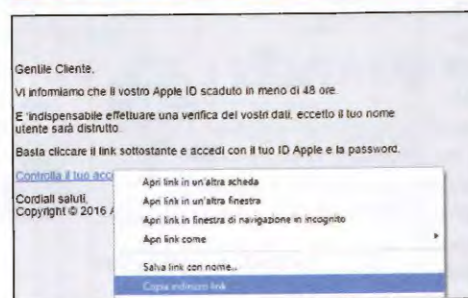 Gentile Cliente,
Vi informiamo che il vostro Apple ID scaduto in meno di 48 ore.
E 'indispensabile effettuare una verifica dei vostri dati, eccetto il tuo nome
utente sarà distrutto.
Basta cliccare il link sottostante e accedi con il tuo ID Apple e la password.
Controlla il tuo acc
Cordiali saluti,
Copyright © 2016 A
Apri link in un'altra scheda
Apri link in un'altra finestra
Apri link in finestra di navigazione in incognito
Apri link come
Salva link con nome...
Copia indirizzo link